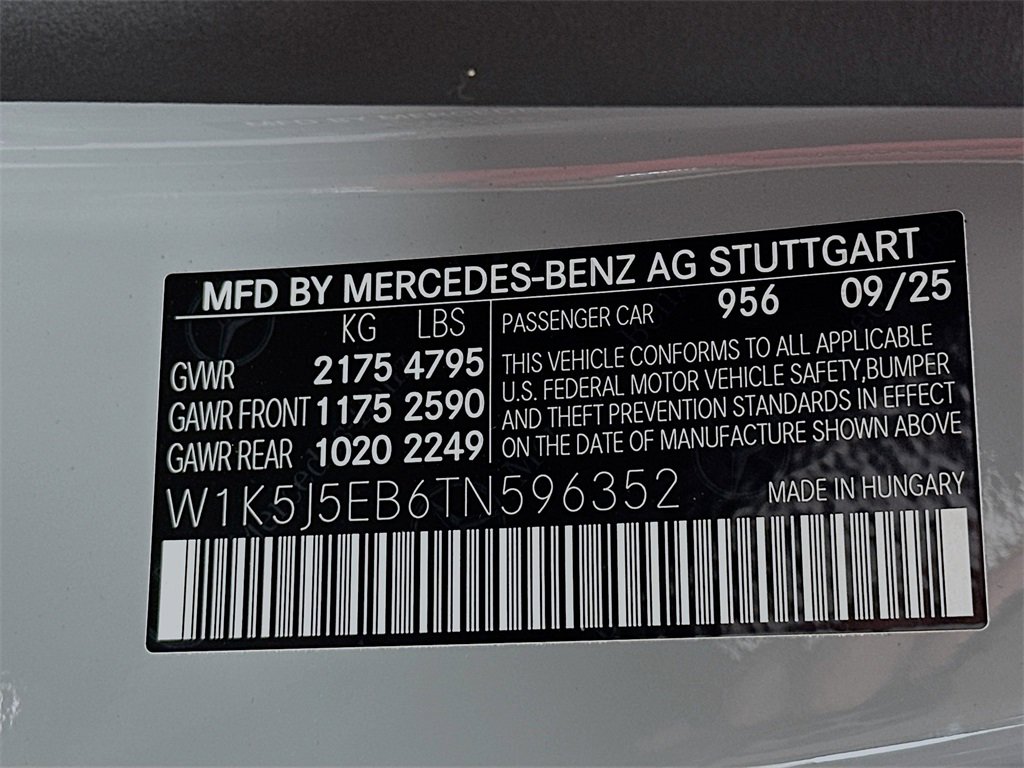 MFD BY MERCEDES-BENZ AG STUTTGART
KG LBS
GVWR 2175 4795
GAWR FRONT 1175 2590
GAWR REAR 1020 2249
PASSENGER CAR 956 09/25
THIS VEHICLE CONFORMS TO ALL APPLICABLE
U.S. FEDERAL MOTOR VEHICLE SAFETY,BUMPER
AND THEFT PREVENTION STANDARDS IN EFFECT
ON THE DATE OF MANUFACTURE SHOWN ABOVE
W1K5J5EB6TN596352
MADE IN HUNGARY